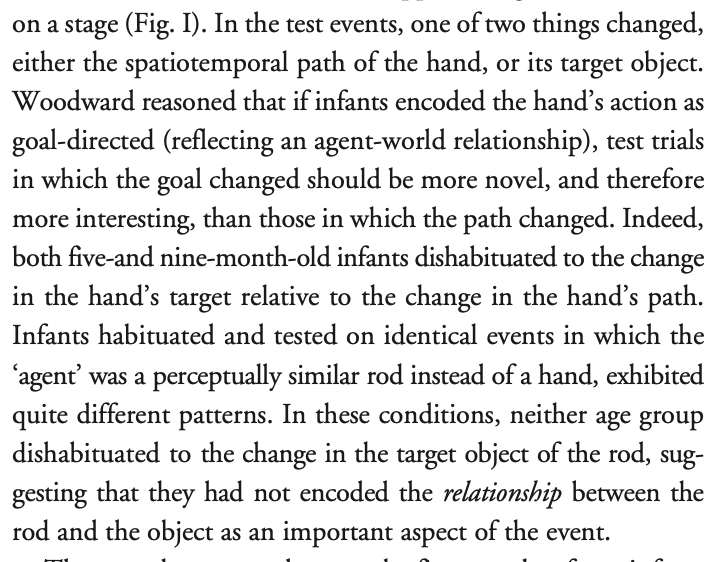 on a stage (Fig. I). In the test events, one of two things changed,
either the spatiotemporal path of the hand, or its target object.
Woodward reasoned that if infants encoded the hand’s action as
goal-directed (reflecting an agent-world relationship), test trials
in which the goal changed should be more novel, and therefore
more interesting, than those in which the path changed. Indeed,
both five-and nine-month-old infants dishabituated to the change
in the hand’s target relative to the change in the hand’s path.
Infants habituated and tested on identical events in which the
‘agent’ was a perceptually similar rod instead of a hand, exhibited
quite different patterns. In these conditions, neither age group
dishabituated to the change in the target object of the rod, sug-
gesting that they had not encoded the relationship between the
rod and the object as an important aspect of the event.